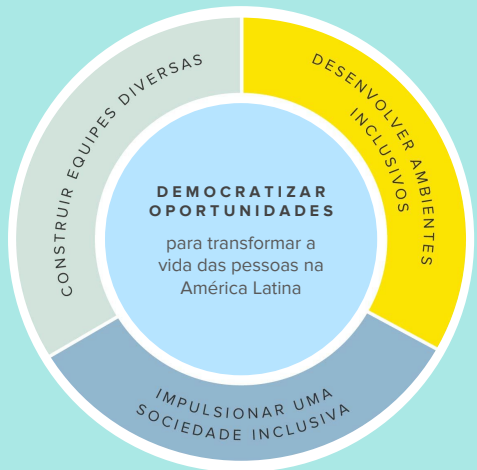 CONSTRUIR EQUIPES DIVERSAS
DESENVOLVER AMBIENTES
INCLUSIVOS
DEMOCRATIZAR
OPORTUNIDADES
para transformar a
vida das pessoas na
América Latina
IMPULSIONAR UMA
SOCIEDADE INCLUSIVA